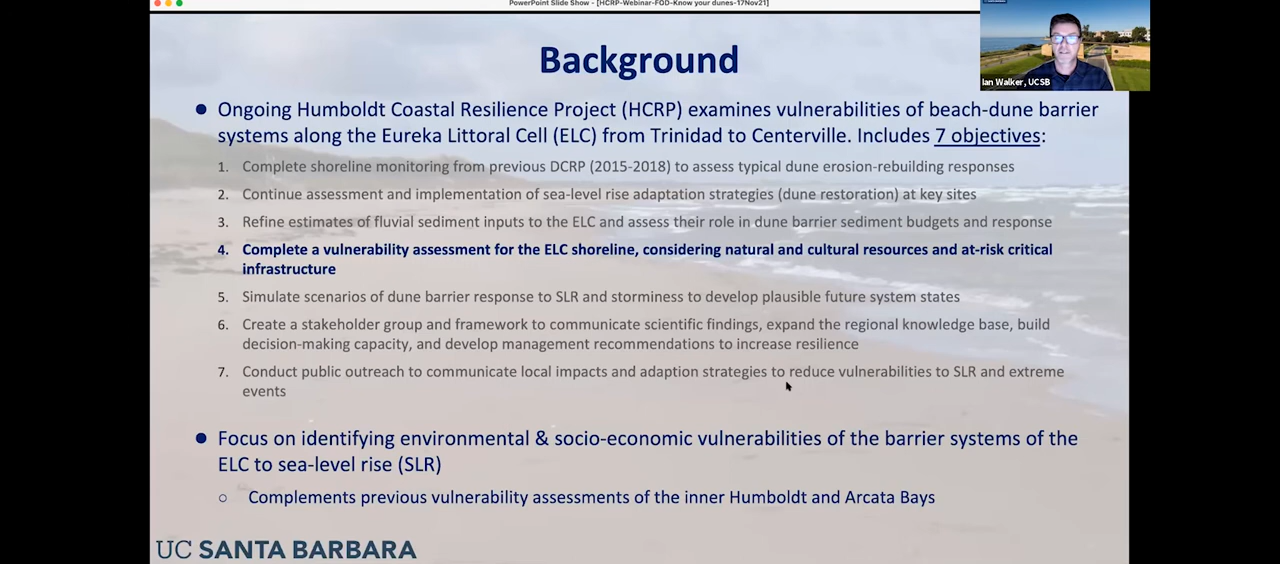 PowerPoint Slide Show - [HCRP-Webinar-FOD-Know your dunes-17Nov21]
Ian Walker, UCSB
Background
● Ongoing Humboldt Coastal Resilience Project (HCRP) examines vulnerabilities of beach-dune barrier
systems along the Eureka Littoral Cell (ELC) from Trinidad to Centerville. Includes 7 objectives:
1. Complete shoreline monitoring from previous DCRP (2015-2018) to assess typical dune erosion-rebuilding responses
2. Continue assessment and implementation of sea-level rise adaptation strategies (dune restoration) at key sites
3. Refine estimates of fluvial sediment inputs to the ELC and assess their role in dune barrier sediment budgets and response
4. Complete a vulnerability assessment for the ELC shoreline, considering natural and cultural resources and at-risk critical
infrastructure
5. Simulate scenarios of dune barrier response to SLR and storminess to develop plausible future system states
6. Create a stakeholder group and framework to communicate scientific findings, expand the regional knowledge base, build
decision-making capacity, and develop management recommendations to increase resilience
7. Conduct public outreach to communicate local impacts and adaption strategies to reduce vulnerabilities to SLR and extreme
events
● Focus on identifying environmental & socio-economic vulnerabilities of the barrier systems of the
ELC to sea-level rise (SLR)
○ Complements previous vulnerability assessments of the inner Humboldt and Arcata Bays
UC SANTA BARBARA